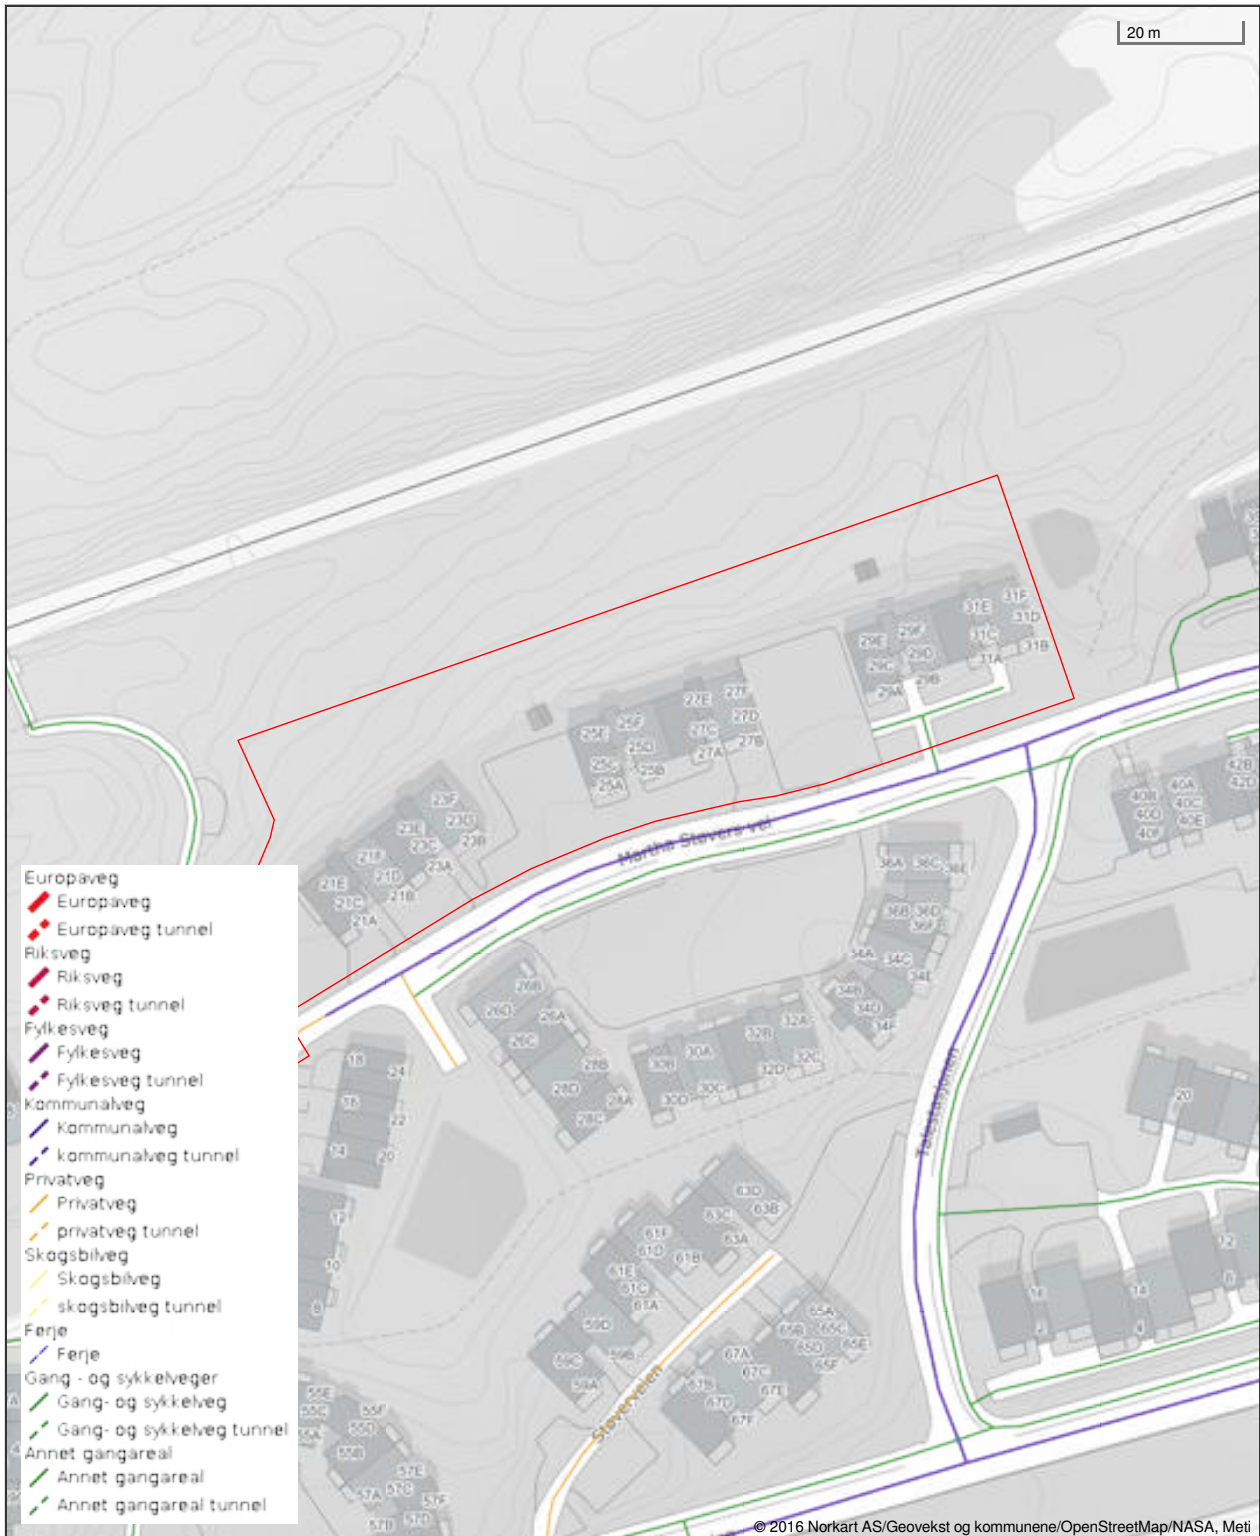 20 m
31F
31E
31D
29F
31C
31B
29E
29D
31A
29C
29B
29A
27F
27E
25F
27D
25E
27C
27B
25D
27A
25C
25B
25A
42B
42D
40A
40B
40C
40D
40E
40F
23F
23D
23E
23C
23B
21F
23A
21D
21E
21B
21C
21A
Martha Støvers vei
36A
36C
36E
36B
36D
36F
34A
34C
34E
34B
34D
34F
26B
26D
26A
26C
32A
32B
32C
32D
30A
30B
30C
30D
28B
28D
28A
28C
18
24
16
22
14
20
12
10
8
Telestasjonen
20
12
16
14
8
2
4
63D
63B
63C
63A
61F
61D
61B
61E
61C
61A
59D
59B
59C
59A
65A
65B
65C
65D
65E
65F
67A
67C
67B
67E
67D
67F
Støverveien
55E
55F
55C
55D
55A
55B
57E
57C
57A
57F
57D
57B
Europaveg
Europaveg
Europaveg tunnel
Riksveg
Riksveg
Riksveg tunnel
Fylkesveg
Fylkesveg
Fylkesveg tunnel
Kommunalveg
Kommunalveg
kommunalveg tunnel
Privatveg
Privatveg
privatveg tunnel
Skogsbilveg
Skogsbilveg
skogsbilveg tunnel
Ferje
Ferje
Gang - og sykkelveger
Gang- og sykkelveg
Gang- og sykkelveg tunnel
Annet gangareal
Annet gangareal
Annet gangareal tunnel
© 2016 Norkart AS/Geovekst og kommunene/OpenStreetMap/NASA, Meti